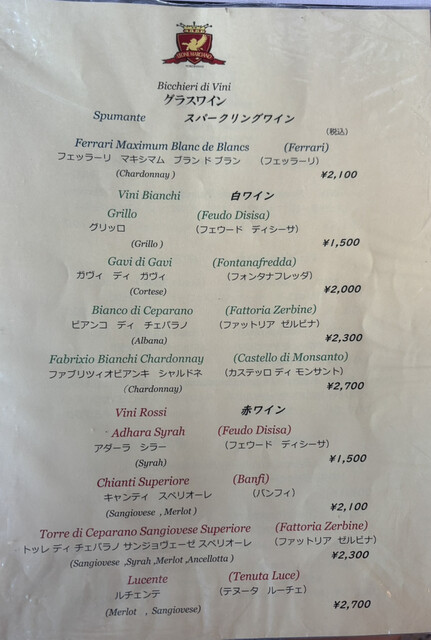 LEONE MARCIANO
Bicchieri di Vini
グラスワイン
Spumante スパークリングワイン
(税込)
Ferrari Maximum Blanc de Blancs (Ferrari)
フェッラーリ マキシマム ブラン ド ブラン (フェッラーリ)
(Chardonnay) ¥2,100
Vini Bianchi 白ワイン
Grillo (Feudo Disisa)
グリッロ (フェウード ディシーサ)
(Grillo) ¥1,500
Gavi di Gavi (Fontanafredda)
ガヴィ ディ ガヴィ (フォンタナフレッダ)
(Cortese) ¥2,000
Bianco di Ceparano (Fattoria Zerbine)
ビアンコ ディ チェパラノ (ファットリア ゼルビナ)
(Albana) ¥2,300
Fabrixio Bianchi Chardonnay (Castello di Monsanto)
ファブリツィオビアンキ シャルドネ (カステッロ ディ モンサント)
(Chardonnay) ¥2,700
Vini Rossi 赤ワイン
Adhara Syrah (Feudo Disisa)
アダーラ シラー (フェウード ディシーサ)
(Syrah) ¥1,500
Chianti Superiore (Banfi)
キャンティ スペリオーレ (バンフィ)
(Sangiovese , Merlot) ¥2,100
Torre di Ceparano Sangiovese Superiore (Fattoria Zerbine)
トッレ ディ チェパラノ サンジョヴェーゼ スペリオーレ (ファットリア ゼルビナ)
(Sangiovese ,Syrah ,Merlot ,Ancellotta) ¥2,300
Lucente (Tenuta Luce)
ルチェンテ (テヌータ ルーチェ)
(Merlot , Sangiovese) ¥2,700